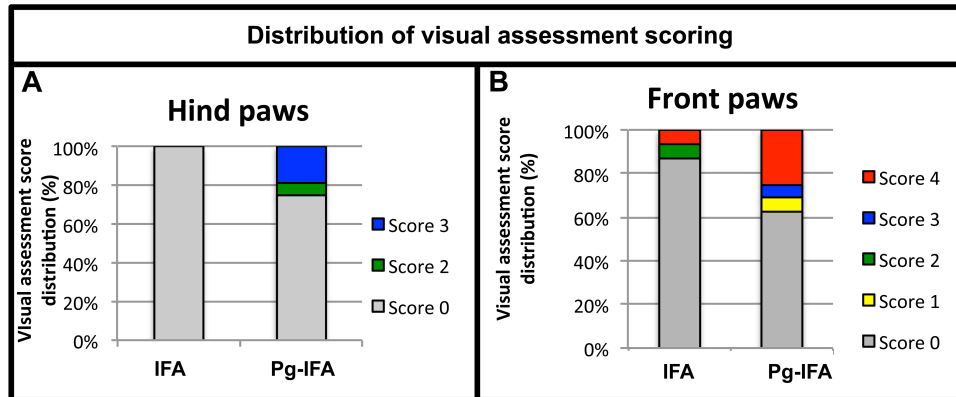 Distribution of visual assessment scoring
A
Hind paws
VIsual assessment score
distribution (%)
100%
80%
60%
40%
20%
0%
IFA
Pg-IFA
Score 3
Score 2
Score 0
B
Front paws
Visual assessment score
distribution (%)
100%
80%
60%
40%
20%
0%
IFA
Pg-IFA
Score 4
Score 3
Score 2
Score 1
Score 0